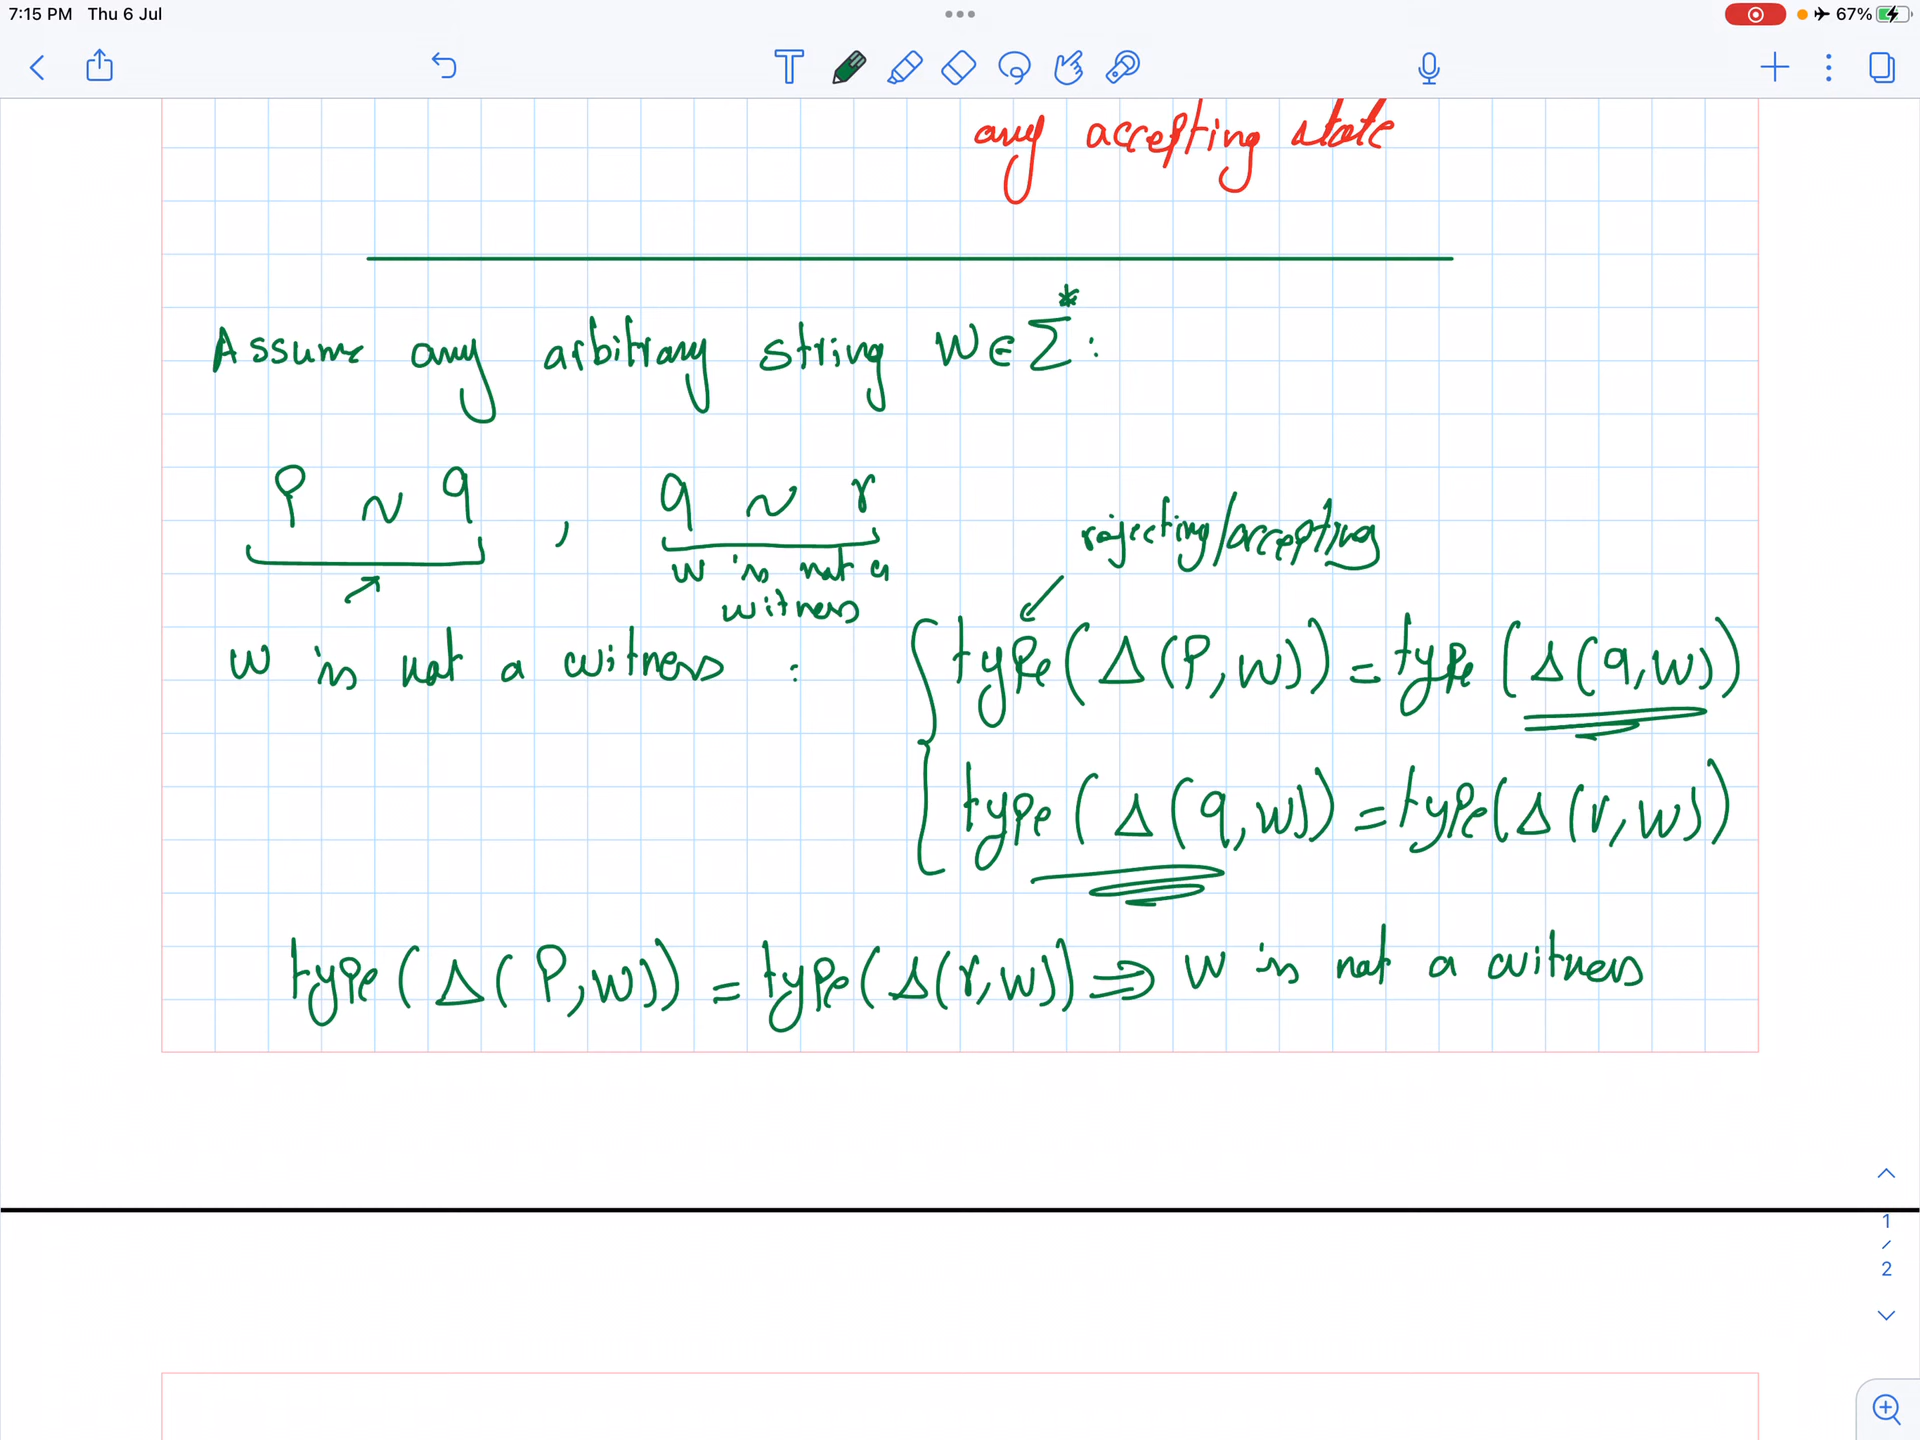 7:15 PM Thu 6 Jul
67%
T
any accepting state
Assume any arbitrary string W ∈ Σ* :
P ~ q , q ~ r
rejecting/accepting
w is not a
witness
w is not a witness : type (Δ(P,w)) = type (Δ(q,w))
type (Δ(q,w)) = type (Δ(r,w))
type (Δ(P,w)) = type (Δ(r,w)) ⇒ w is not a witness
1
/
2